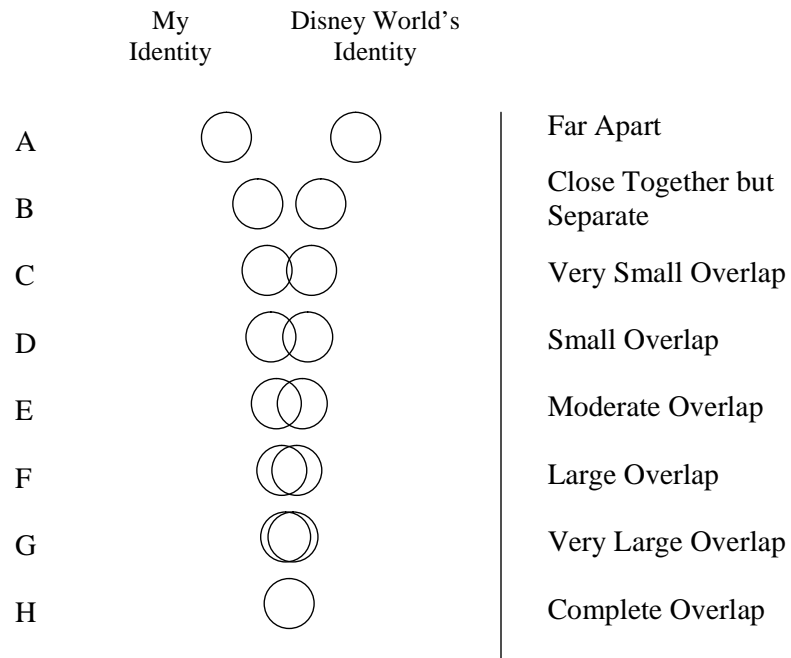 My Disney World's
Identity Identity
A Far Apart
B Close Together but
Separate
C Very Small Overlap
D Small Overlap
E Moderate Overlap
F Large Overlap
G Very Large Overlap
H Complete Overlap